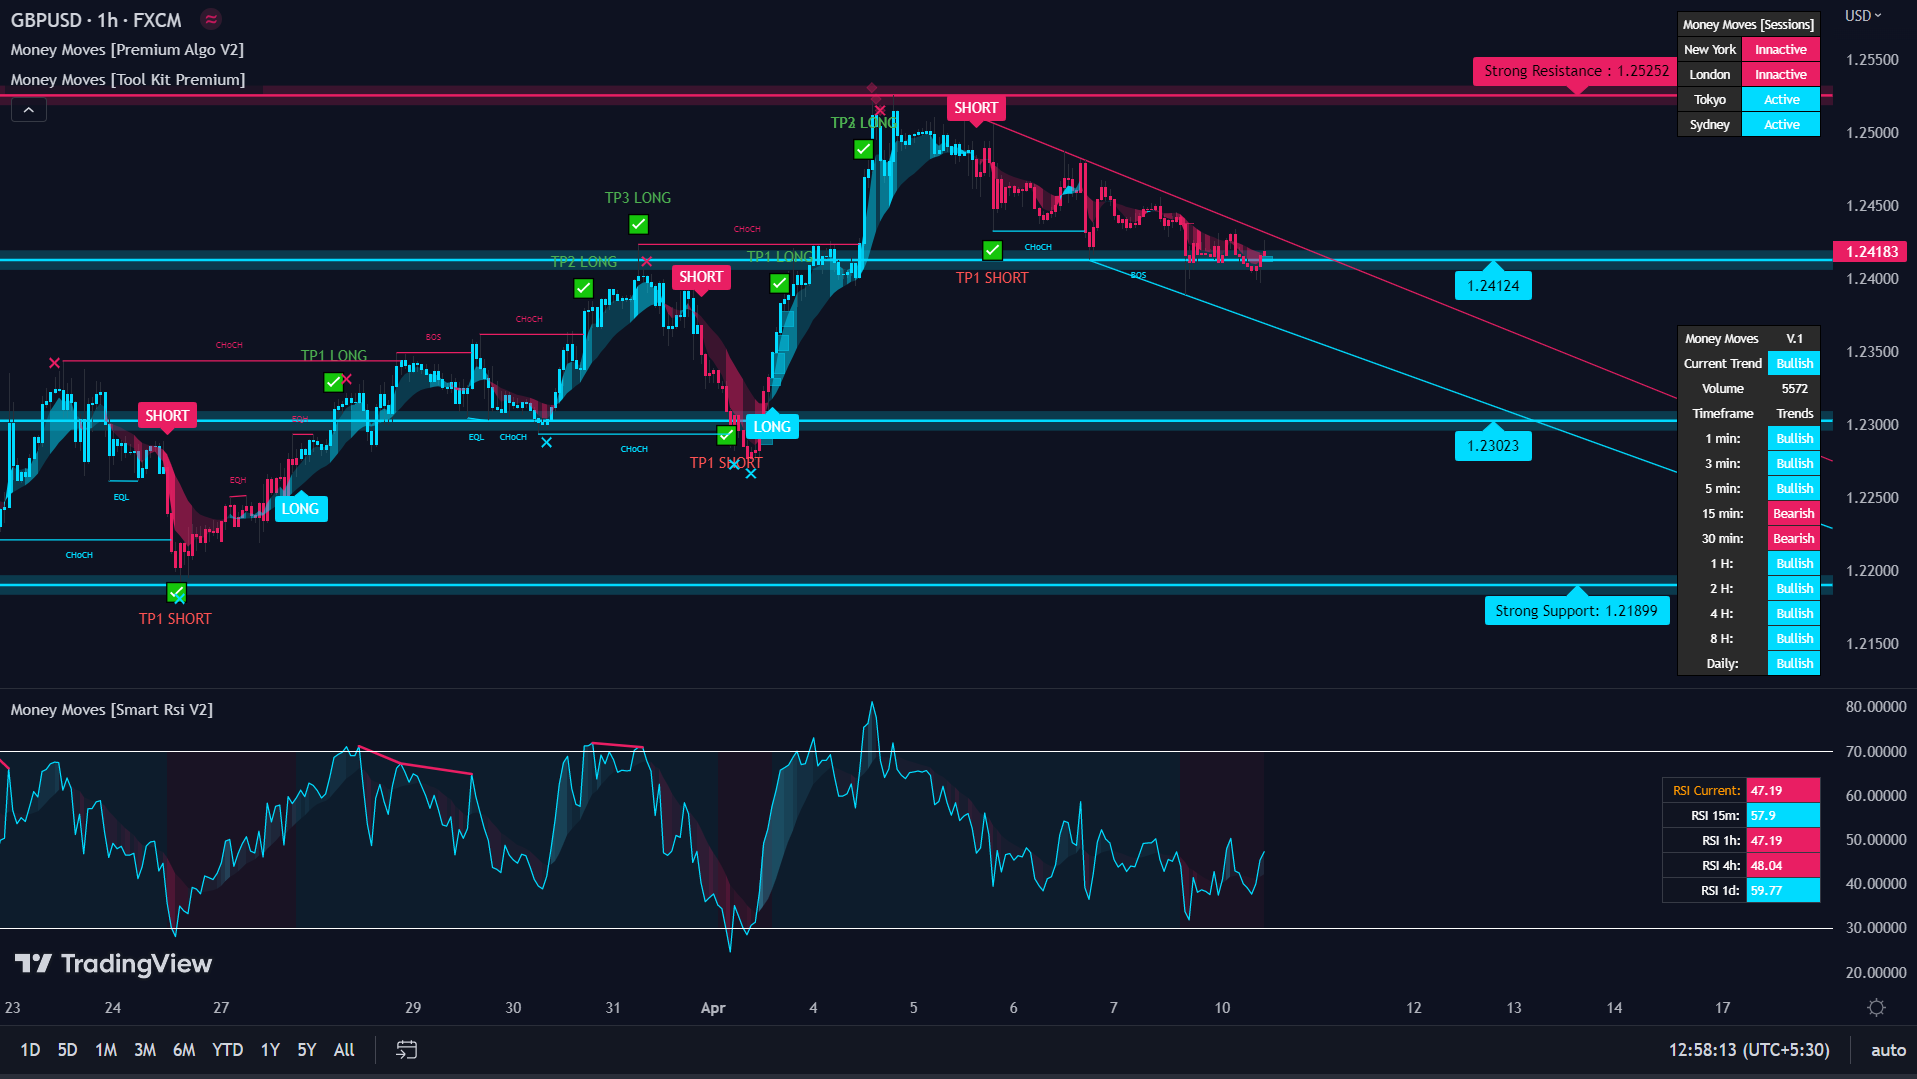 GBPUSD · 1h · FXCM
Money Moves [Premium Algo V2]
Money Moves [Tool Kit Premium]
USD
Money Moves [Sessions]
New York Innactive
London Innactive
Tokyo Active
Sydney Active
Strong Resistance : 1.25252
1.25500
1.25000
1.24500
1.24183
1.24000
1.23500
1.23000
1.22500
1.22000
1.21500
SHORT
TP3 LONG
TP2 LONG
CHoCH
TP1 LONG
SHORT
CHoCH
TP1 SHORT
BOS
1.24124
CHoCH
BOS
CHoCH
TP1 LONG
SHORT
EQH
EQL
CHoCH
CHoCH
LONG
TP1 SHORT
1.23023
EQH
EQL
LONG
CHoCH
TP1 SHORT
Strong Support: 1.21899
Money Moves V.1
Current Trend Bullish
Volume 5572
Timeframe Trends
1 min: Bullish
3 min: Bullish
5 min: Bullish
15 min: Bearish
30 min: Bearish
1 H: Bullish
2 H: Bullish
4 H: Bullish
8 H: Bullish
Daily: Bullish
Money Moves [Smart Rsi V2]
80.00000
70.00000
60.00000
50.00000
40.00000
30.00000
20.00000
RSI Current: 47.19
RSI 15m: 57.9
RSI 1h: 47.19
RSI 4h: 48.04
RSI 1d: 59.77
TradingView
23 24 27 29 30 31 Apr 4 5 6 7 10 12 13 14 17
1D 5D 1M 3M 6M YTD 1Y 5Y All
12:58:13 (UTC+5:30) auto